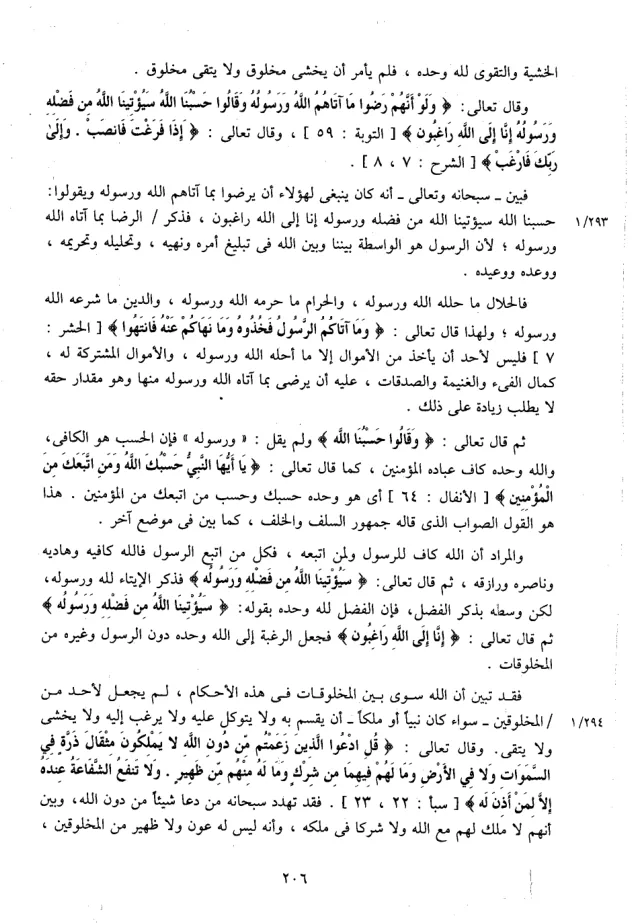 الخشية والتقوى لله وحده ، فلم يأمر أن يخشى مخلوق ولا يتقى مخلوق .
وقال تعالى: ﴿ وَلَوْ أَنَّهُمْ رَضُوا مَا آتَاهُمُ اللَّهُ وَرَسُولُهُ وَقَالُوا حَسْبُنَا اللَّهُ سَيُؤْتِينَا اللَّهُ مِن فَضْلِهِ
وَرَسُولُهُ إِنَّا إِلَى اللَّهِ رَاغِبُونَ ﴾ [ التوبة : ٥٩ ] ، وقال تعالى : ﴿ إِذَا فَرَغْتَ فَانصَبْ . وَإِلَىٰ
رَبِّكَ فَارْغَبْ ﴾ [ الشرح : ٧ ، ٨ ] .
فبين ـ سبحانه وتعالى ـ أنه كان ينبغى لهؤلاء أن يرضوا بما آتاهم الله ورسوله ويقولوا:
حسبنا الله سيؤتينا الله من فضله ورسوله إنا إلى الله راغبون ، فذكر / الرضا بما آتاه الله ١/٢٩٣
ورسوله ؛ لأن الرسول هو الواسطة بيننا وبين الله فى تبليغ أمره ونهيه ، وتحليله وتحريمه ،
ووعده ووعيده .
فالحلال ما حلله الله ورسوله ، والحرام ما حرمه الله ورسوله ، والدين ما شرعه الله
ورسوله ؛ ولهذا قال تعالى : ﴿ وَمَا آتَاكُمُ الرَّسُولُ فَخُذُوهُ وَمَا نَهَاكُمْ عَنْهُ فَانتَهُوا ﴾ [ الحشر :
٧ ] فليس لأحد أن يأخذ من الأموال إلا ما أحله الله ورسوله ، والأموال المشتركة له ،
كمال الفىء والغنيمة والصدقات ، عليه أن يرضى بما آتاه الله ورسوله منها وهو مقدار حقه
لا يطلب زيادة على ذلك .
ثم قال تعالى : ﴿ وَقَالُوا حَسْبُنَا اللَّهُ ﴾ ولم يقل : « ورسوله » فإن الحسب هو الكافى،
والله وحده كاف عباده المؤمنين ، كما قال تعالى : ﴿ يَا أَيُّهَا النَّبِيُّ حَسْبُكَ اللَّهُ وَمَنِ اتَّبَعَكَ مِنَ
الْمُؤْمِنِينَ ﴾ [ الأنفال : ٦٤ ] أى هو وحده حسبك وحسب من اتبعك من المؤمنين . هذا
هو القول الصواب الذى قاله جمهور السلف والخلف ، كما بين فى موضع آخر .
والمراد أن الله كاف للرسول ولمن اتبعه ، فكل من اتبع الرسول فالله كافيه وهاديه
وناصره ورازقه ، ثم قال تعالى: ﴿ سَيُؤْتِينَا اللَّهُ مِن فَضْلِهِ وَرَسُولُهُ ﴾ فذكر الإيتاء لله ورسوله،
لكن وسطه بذكر الفضل، فإن الفضل لله وحده بقوله: ﴿ سَيُؤْتِينَا اللَّهُ مِن فَضْلِهِ وَرَسُولُهُ ﴾
ثم قال تعالى : ﴿ إِنَّا إِلَى اللَّهِ رَاغِبُونَ ﴾ فجعل الرغبة إلى الله وحده دون الرسول وغيره من
المخلوقات .
فقد تبين أن الله سوى بين المخلوقات فى هذه الأحكام ، لم يجعل لأحد من
/ المخلوقين ـ سواء كان نبياً أو ملكاً ـ أن يقسم به ولا يتوكل عليه ولا يرغب إليه ولا يخشى ١/٢٩٤
ولا يتقى. وقال تعالى : ﴿ قُلِ ادْعُوا الَّذِينَ زَعَمْتُم مِّن دُونِ اللَّهِ لا يَمْلِكُونَ مِثْقَالَ ذَرَّةٍ فِي
السَّمَوَاتِ وَلا فِي الأَرْضِ وَمَا لَهُمْ فِيهِمَا مِن شِرْكٍ وَمَا لَهُ مِنْهُم مِّن ظَهِيرٍ . وَلا تَنفَعُ الشَّفَاعَةُ عِندَهُ
إِلاَّ لِمَنْ أَذِنَ لَهُ ﴾ [ سبأ : ٢٢ ، ٢٣ ] . فقد تهدد سبحانه من دعا شيئاً من دون الله، وبين
أنهم لا ملك لهم مع الله ولا شركا فى ملكه ، وأنه ليس له عون ولا ظهير من المخلوقين ،
٢٠٦